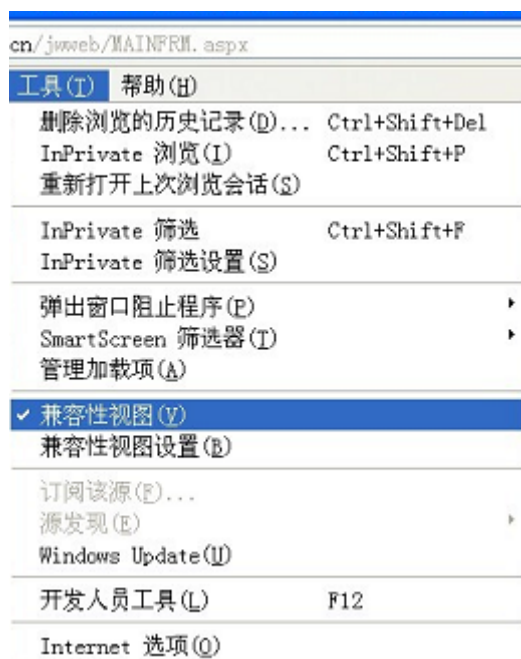 cn/jwweb/MAINFRM.aspx
工具(T) 帮助(H)
删除浏览的历史记录(D)... Ctrl+Shift+Del
InPrivate 浏览(I) Ctrl+Shift+P
重新打开上次浏览会话(S)
InPrivate 筛选 Ctrl+Shift+F
InPrivate 筛选设置(S)
弹出窗口阻止程序(P)
SmartScreen 筛选器(T)
管理加载项(A)
兼容性视图(V)
兼容性视图设置(B)
订阅该源(F)...
源发现(E)
Windows Update(U)
开发人员工具(L) F12
Internet 选项(O)